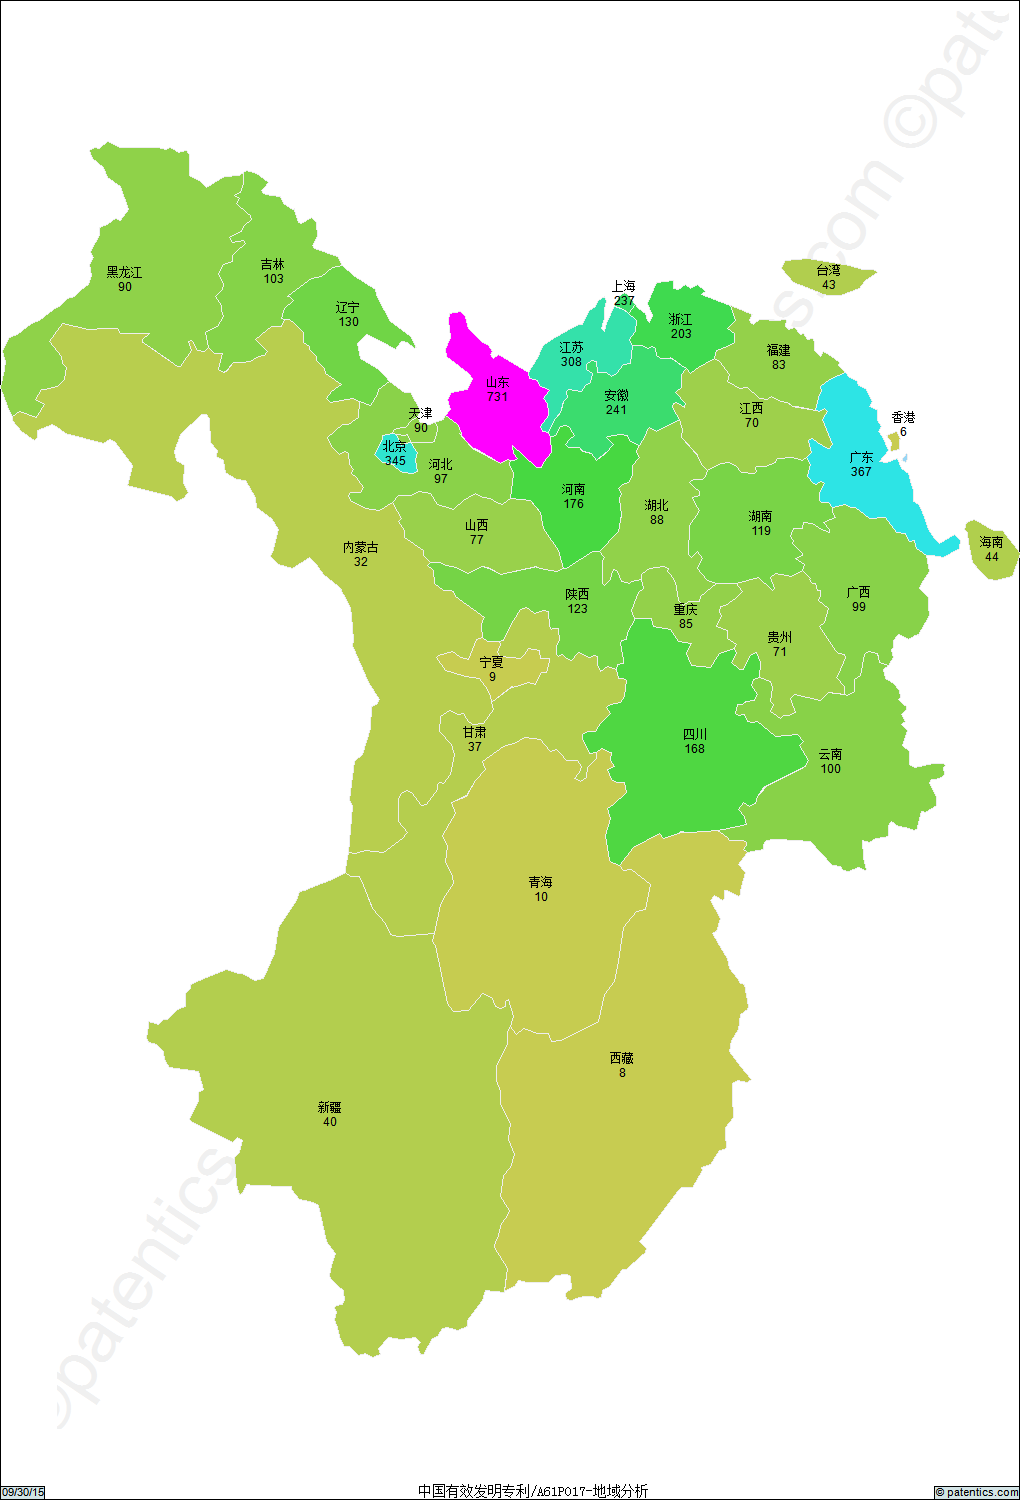 ©patentics.com ©patentics.com
台湾
43
黑龙江
90
吉林
103
上海
237
辽宁
130
浙江
203
江苏
308
福建
83
山东
731
安徽
241
江西
70
天津
90
香港
6
北京
345
河北
97
广东
367
河南
176
湖北
88
湖南
119
山西
77
内蒙古
32
海南
44
陕西
123
重庆
85
广西
99
贵州
71
宁夏
9
甘肃
37
四川
168
云南
100
青海
10
西藏
8
新疆
40
09/30/15
中国有效发明专利/A61P017-地域分析
© patentics.com